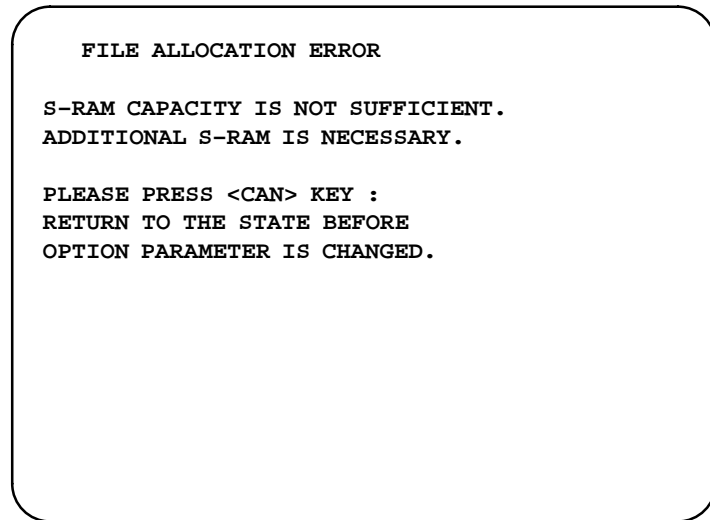 FILE ALLOCATION ERROR
S-RAM CAPACITY IS NOT SUFFICIENT.
ADDITIONAL S-RAM IS NECESSARY.
PLEASE PRESS <CAN> KEY :
RETURN TO THE STATE BEFORE
OPTION PARAMETER IS CHANGED.